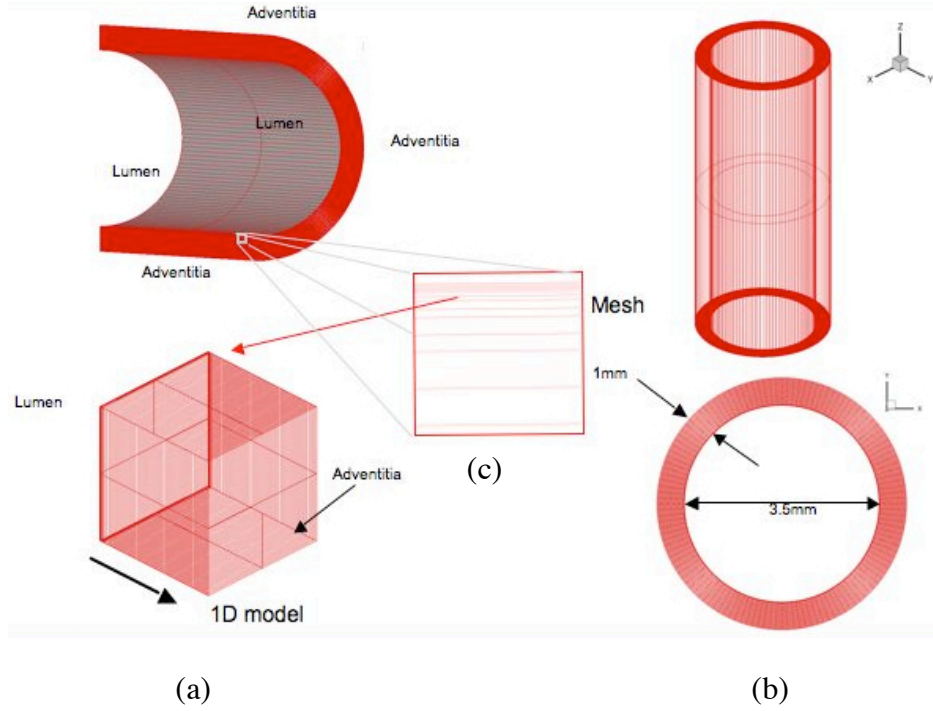 Adventitia
Lumen
Lumen
Adventitia
Adventitia
Z
X
Y
Mesh
1mm
Y
X
3.5mm
Lumen
Adventitia
1D model
(c)
(a)
(b)